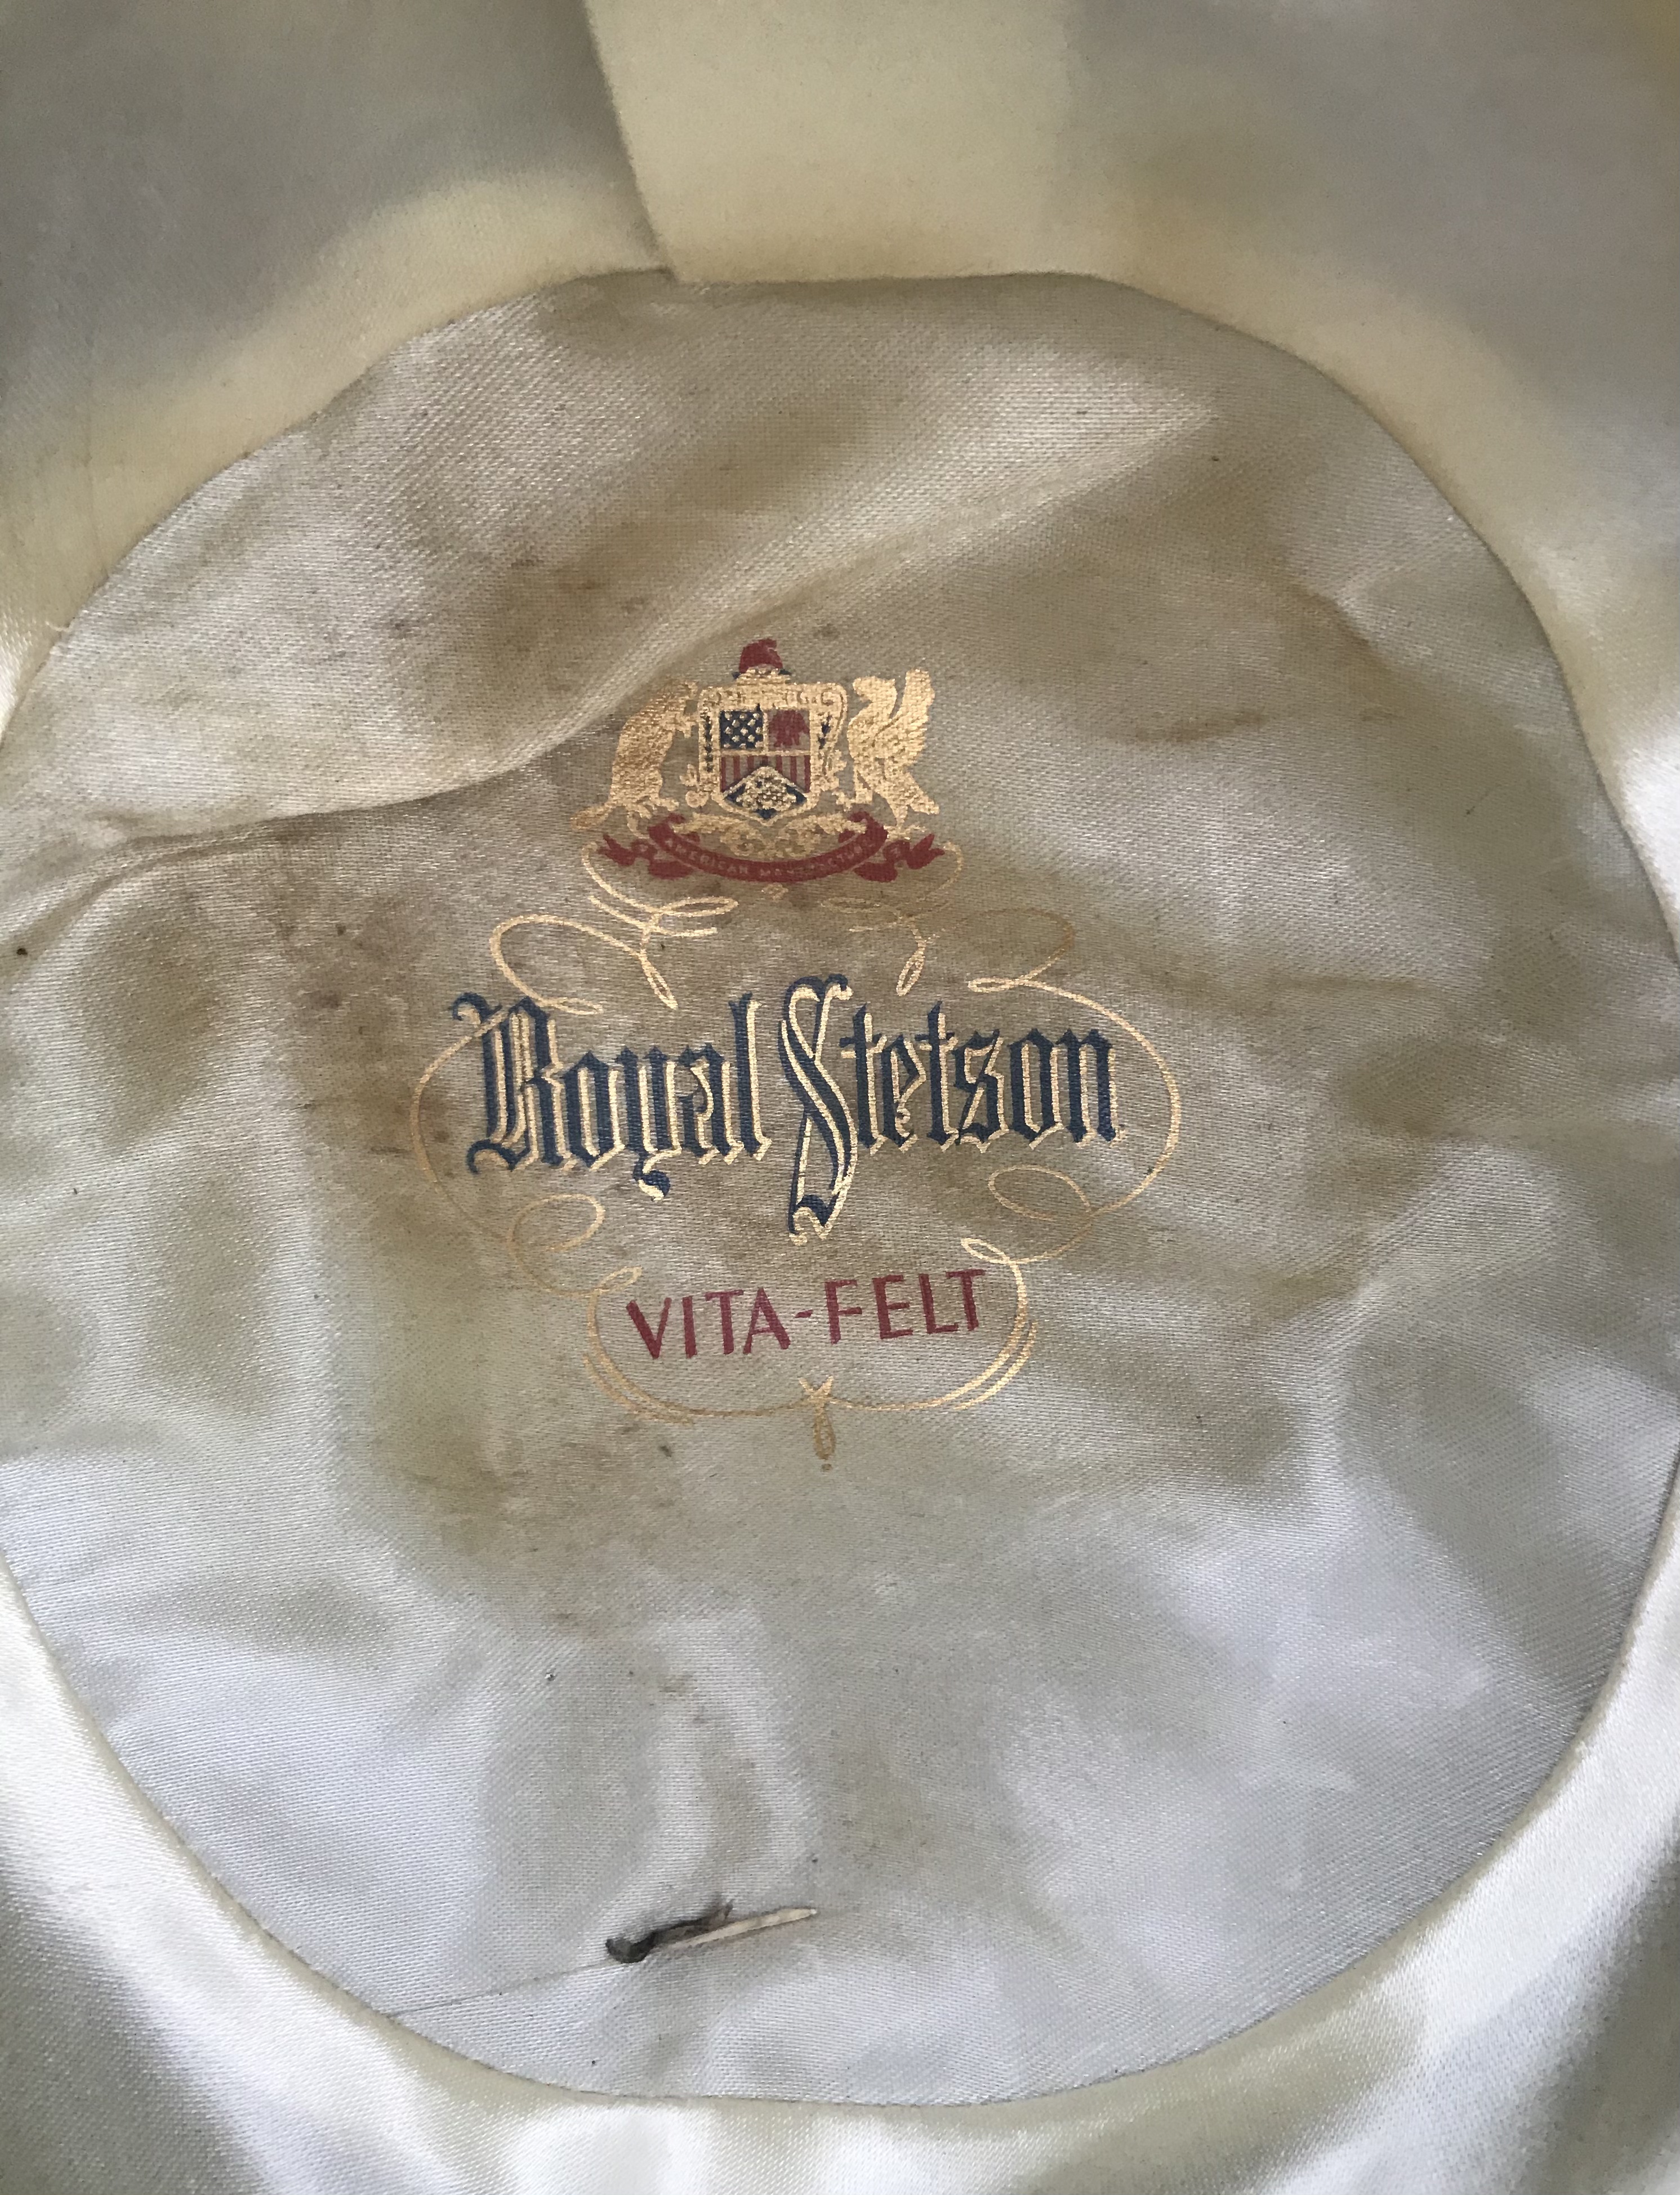 AMERICAN MANUFACTURE
Royal Stetson
VITA-FELT